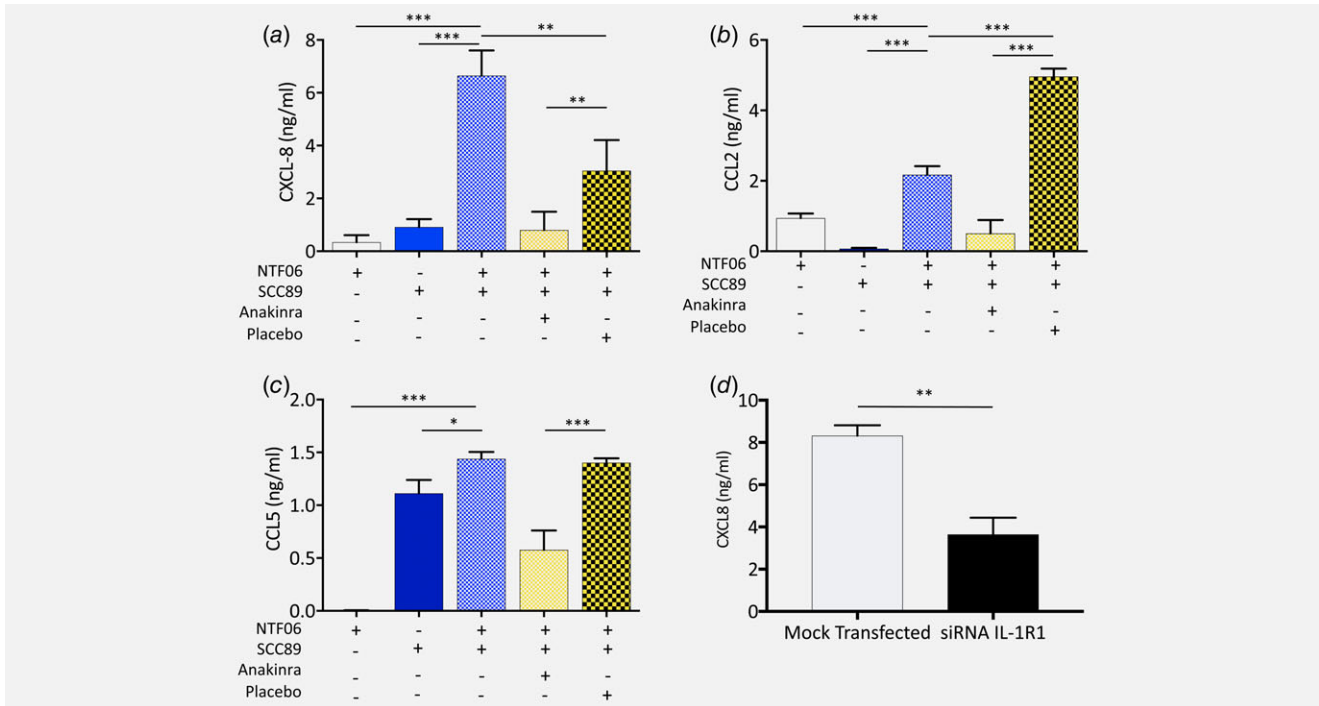 (a)
***
***
**
**
CXCL-8 (ng/ml)
8
6
4
2
0
NTF06 + - + + +
SCC89 - + + + +
Anakinra - - - + -
Placebo - - - - +
(b)
***
***
***
***
CCL2 (ng/ml)
6
4
2
0
NTF06 + - + + +
SCC89 - + + + +
Anakinra - - - + -
Placebo - - - - +
(c)
***
*
***
CCL5 (ng/ml)
2.0
1.5
1.0
0.5
0.0
NTF06 + - + + +
SCC89 - + + + +
Anakinra - - - + -
Placebo - - - - +
(d)
**
CXCL8 (ng/ml)
10
8
6
4
2
0
Mock Transfected siRNA IL-1R1